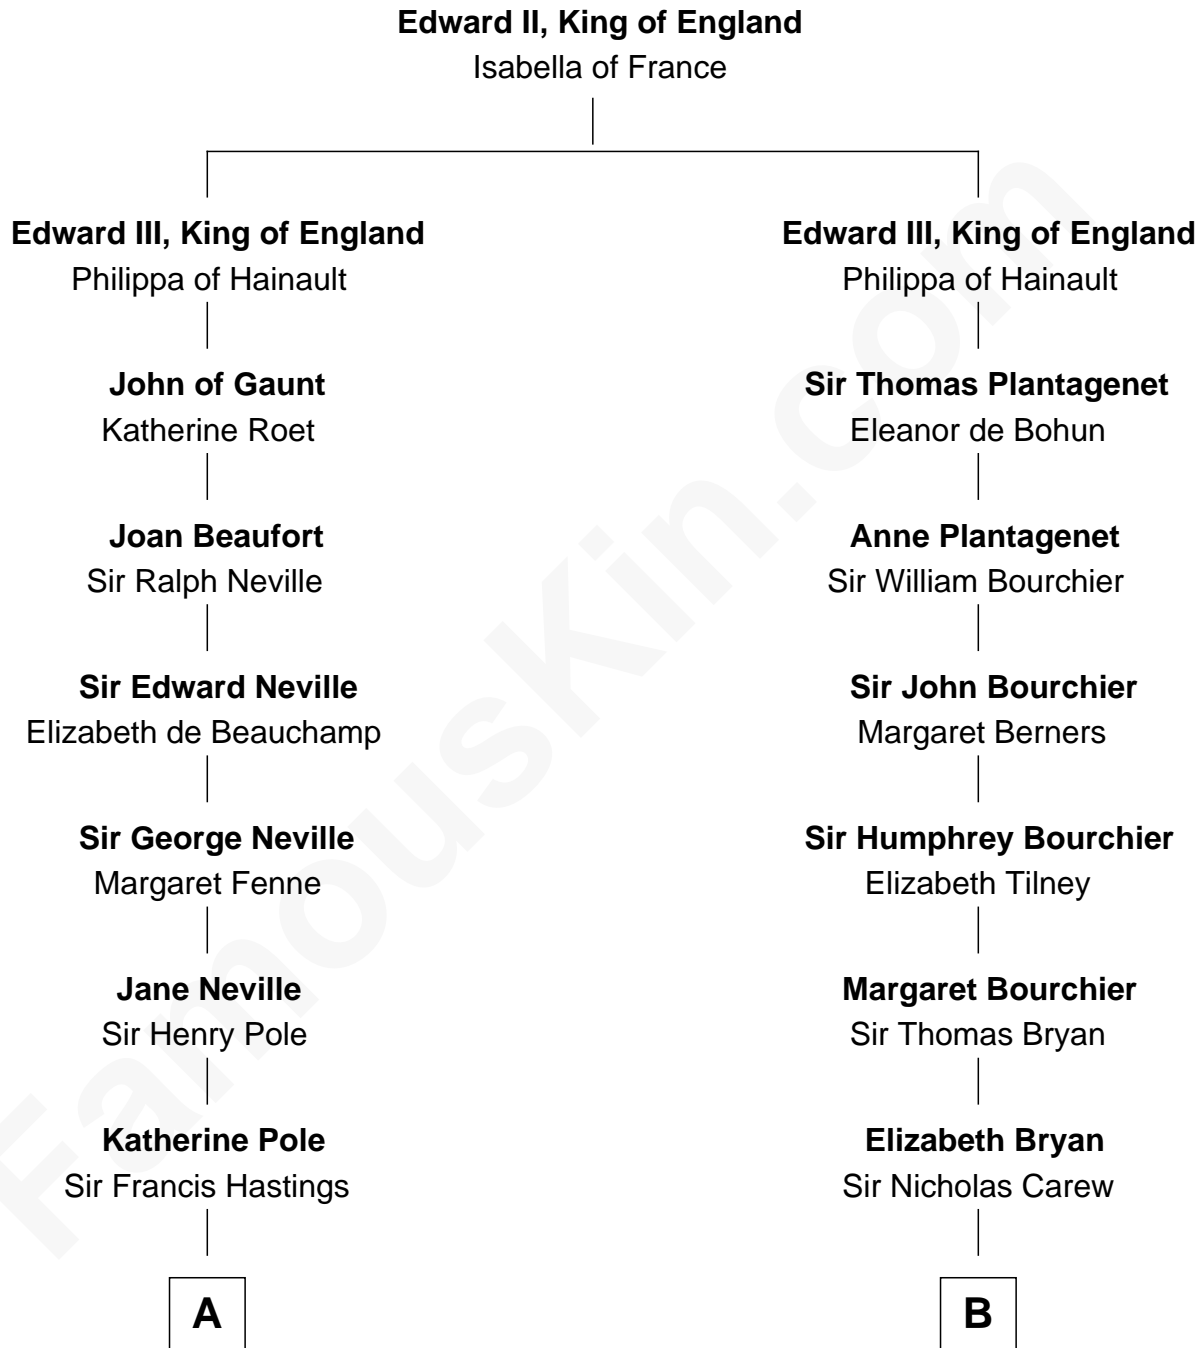 Edward II, King of England
Isabella of France
Edward III, King of England
Philippa of Hainault
John of Gaunt
Katherine Roet
Joan Beaufort
Sir Ralph Neville
Sir Edward Neville
Elizabeth de Beauchamp
Sir George Neville
Margaret Fenne
Jane Neville
Sir Henry Pole
Katherine Pole
Sir Francis Hastings
A
Edward III, King of England
Philippa of Hainault
Sir Thomas Plantagenet
Eleanor de Bohun
Anne Plantagenet
Sir William Bourchier
Sir John Bourchier
Margaret Berners
Sir Humphrey Bourchier
Elizabeth Tilney
Margaret Bourchier
Sir Thomas Bryan
Elizabeth Bryan
Sir Nicholas Carew
B
FamousKin.com